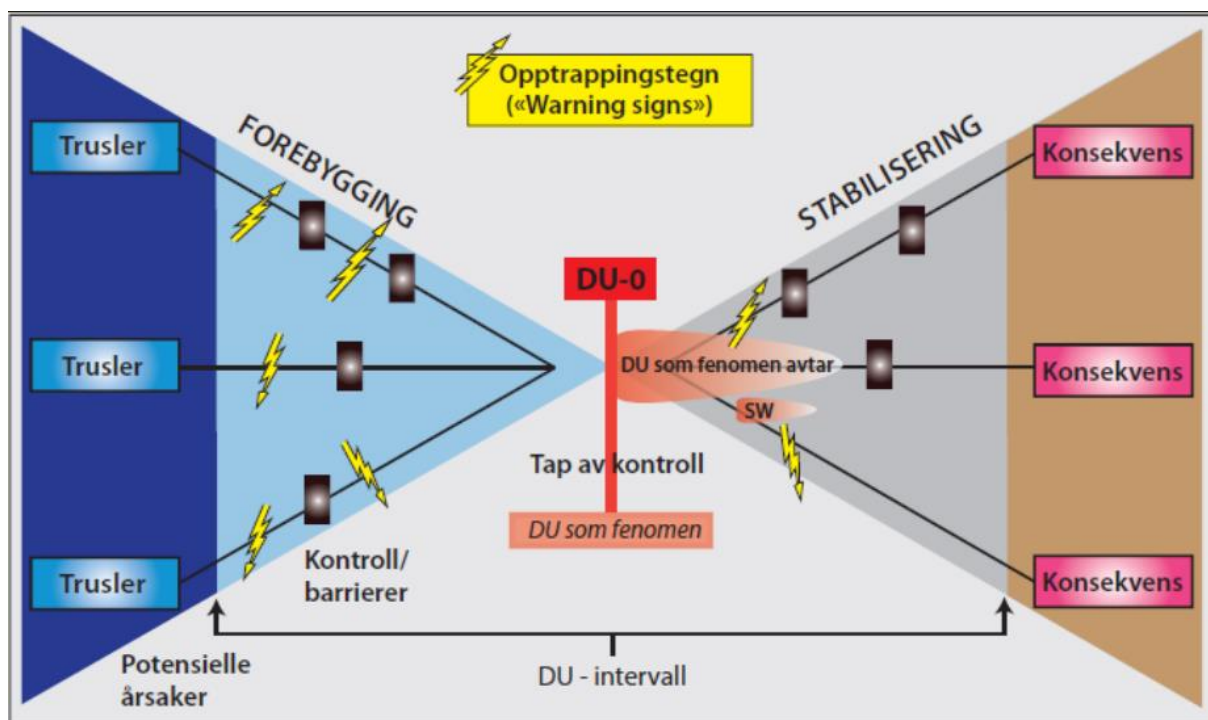 Opptrappingstegn
(«Warning signs»)
FOREBYGGING
STABILISERING
Trusler
Konsekvens
DU-0
Trusler
DU som fenomen avtar
Konsekvens
SW
Tap av kontroll
DU som fenomen
Trusler
Kontroll/
barrierer
Konsekvens
Potensielle
årsaker
DU - intervall